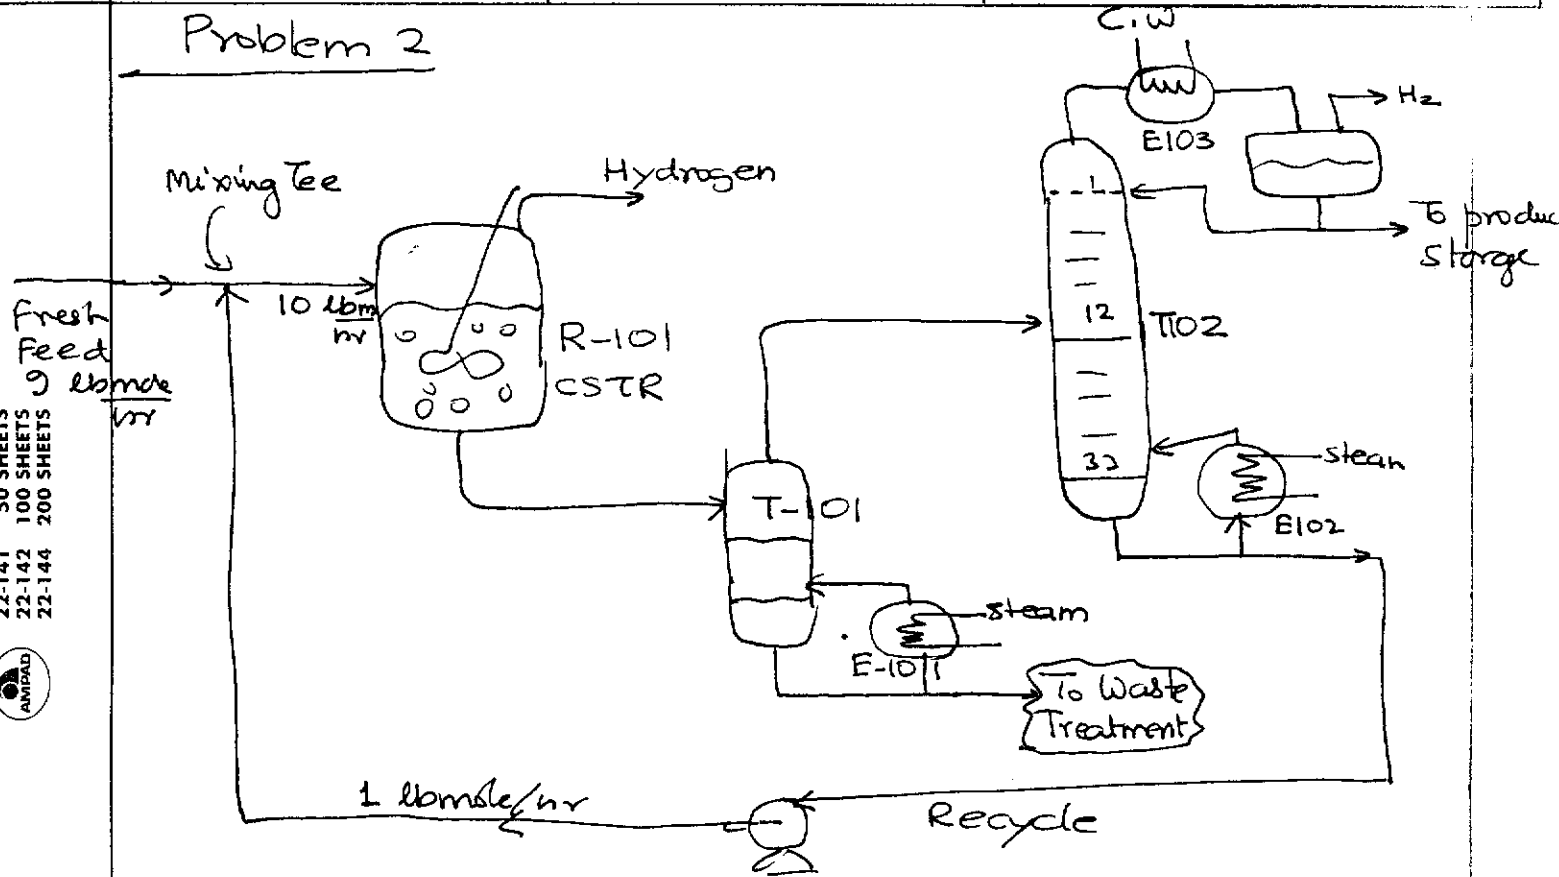 Problem 2
C.W
H2
E103
Mixing Tee
Hydrogen
1
To produc
Storge
10 lbm
hr
Fresh
Feed
9 lbmole
hr
R-101
CSTR
12
T102
32
steam
E102
T-101
steam
E-101
To Waste
Treatment
1 lbmole/hr
Recycle
22-141 50 SHEETS
22-142 100 SHEETS
22-144 200 SHEETS
AMPAD